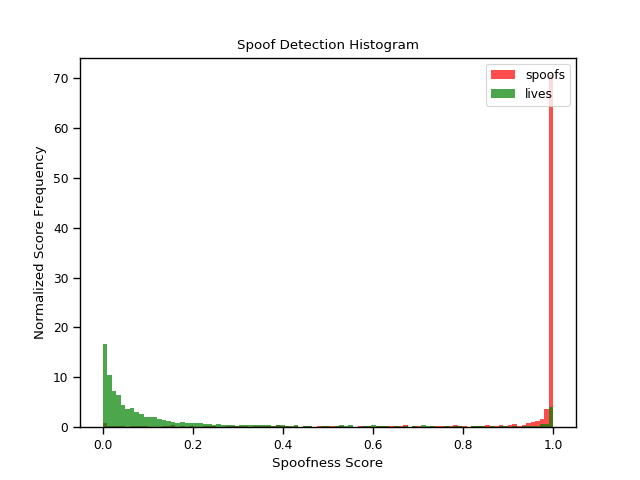 Spoof Detection Histogram
spoofs
lives
Normalized Score Frequency
70
60
50
40
30
20
10
0
0.0 0.2 0.4 0.6 0.8 1.0
Spoofness Score